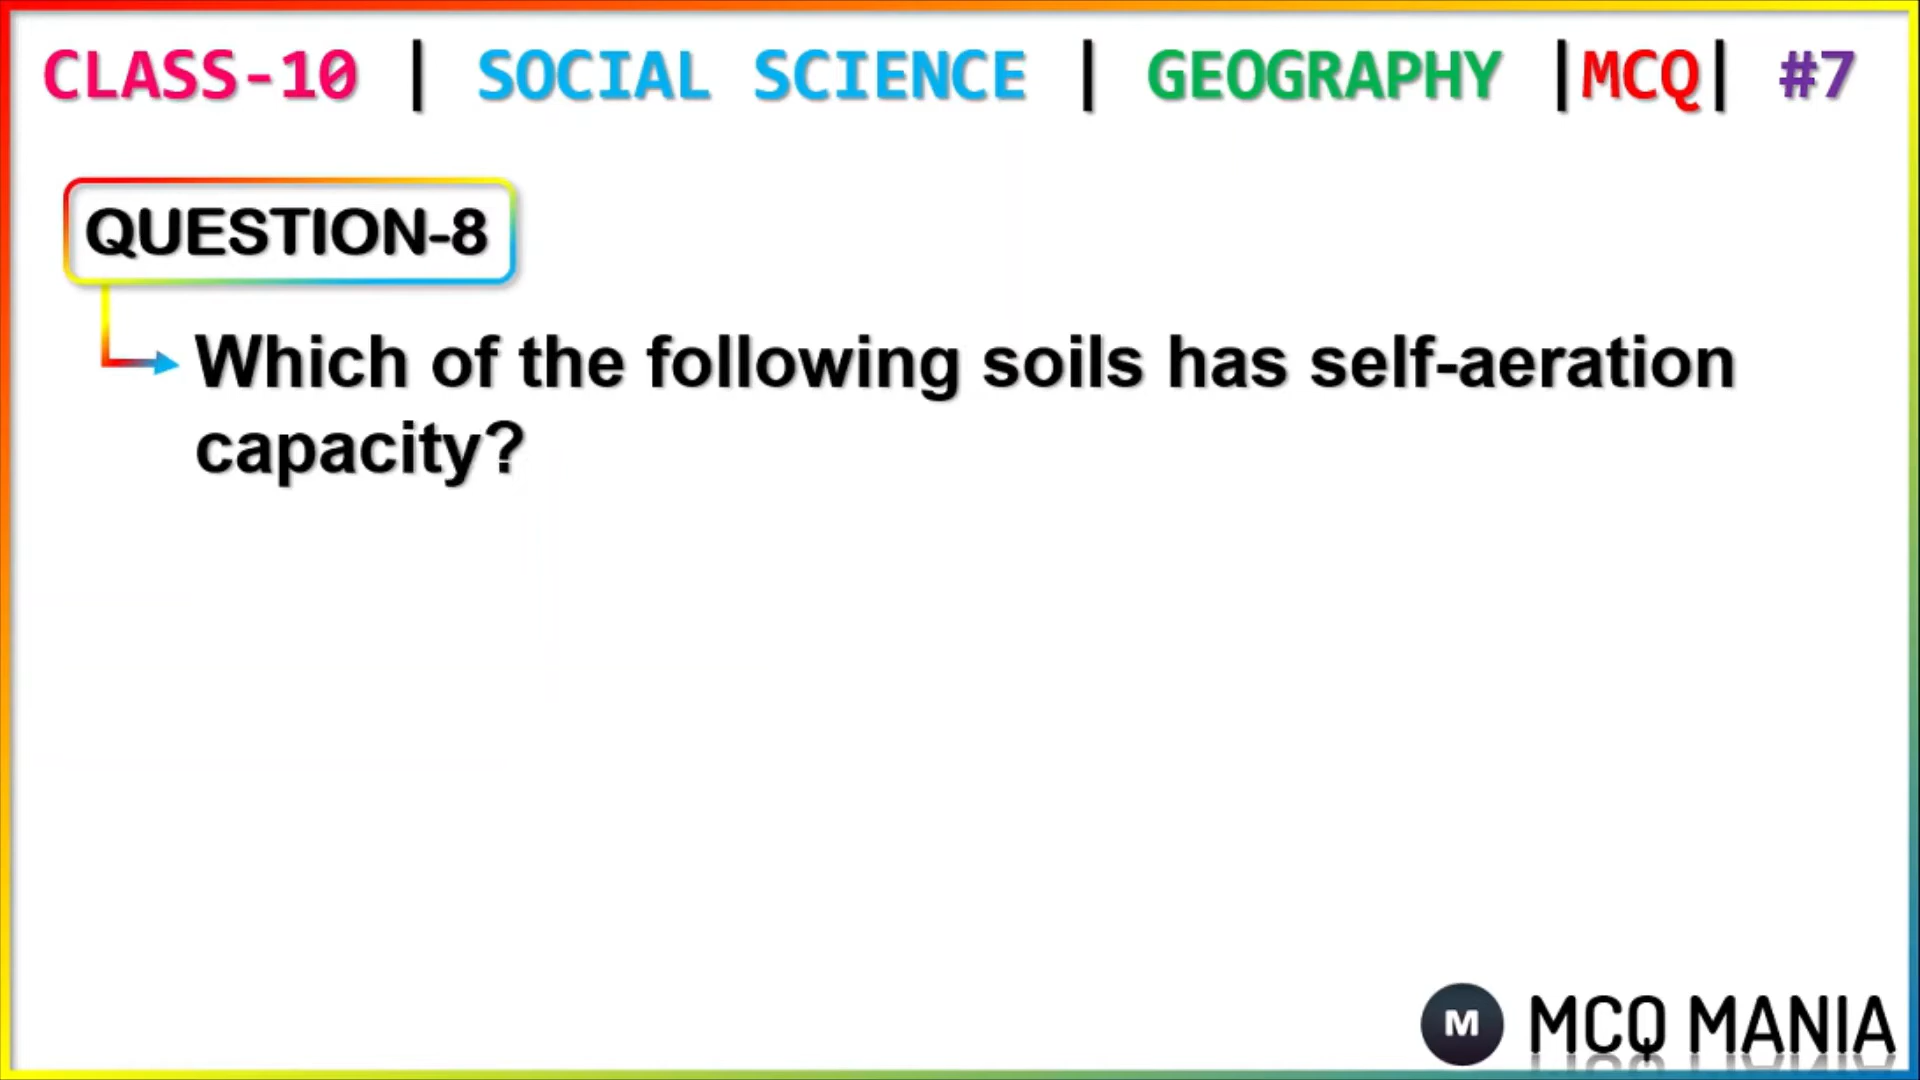 CLASS-10 | SOCIAL SCIENCE | GEOGRAPHY |MCQ| #7
QUESTION-8
Which of the following soils has self-aeration
capacity?
M MCQ MANIA